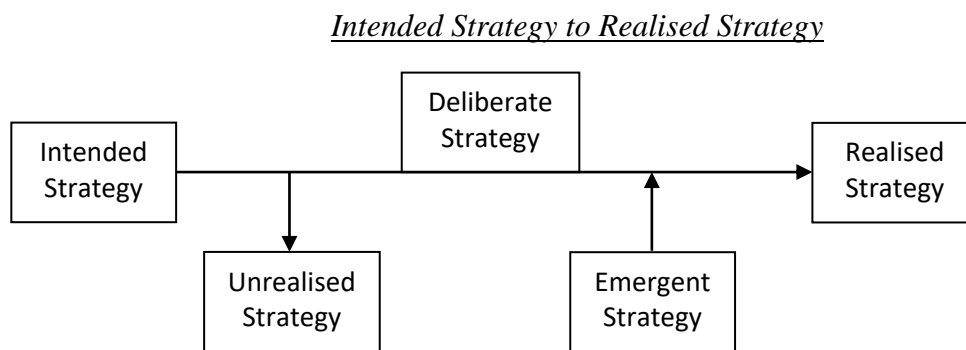 Intended Strategy to Realised Strategy
Deliberate
Strategy
Intended
Strategy
Realised
Strategy
Unrealised
Strategy
Emergent
Strategy